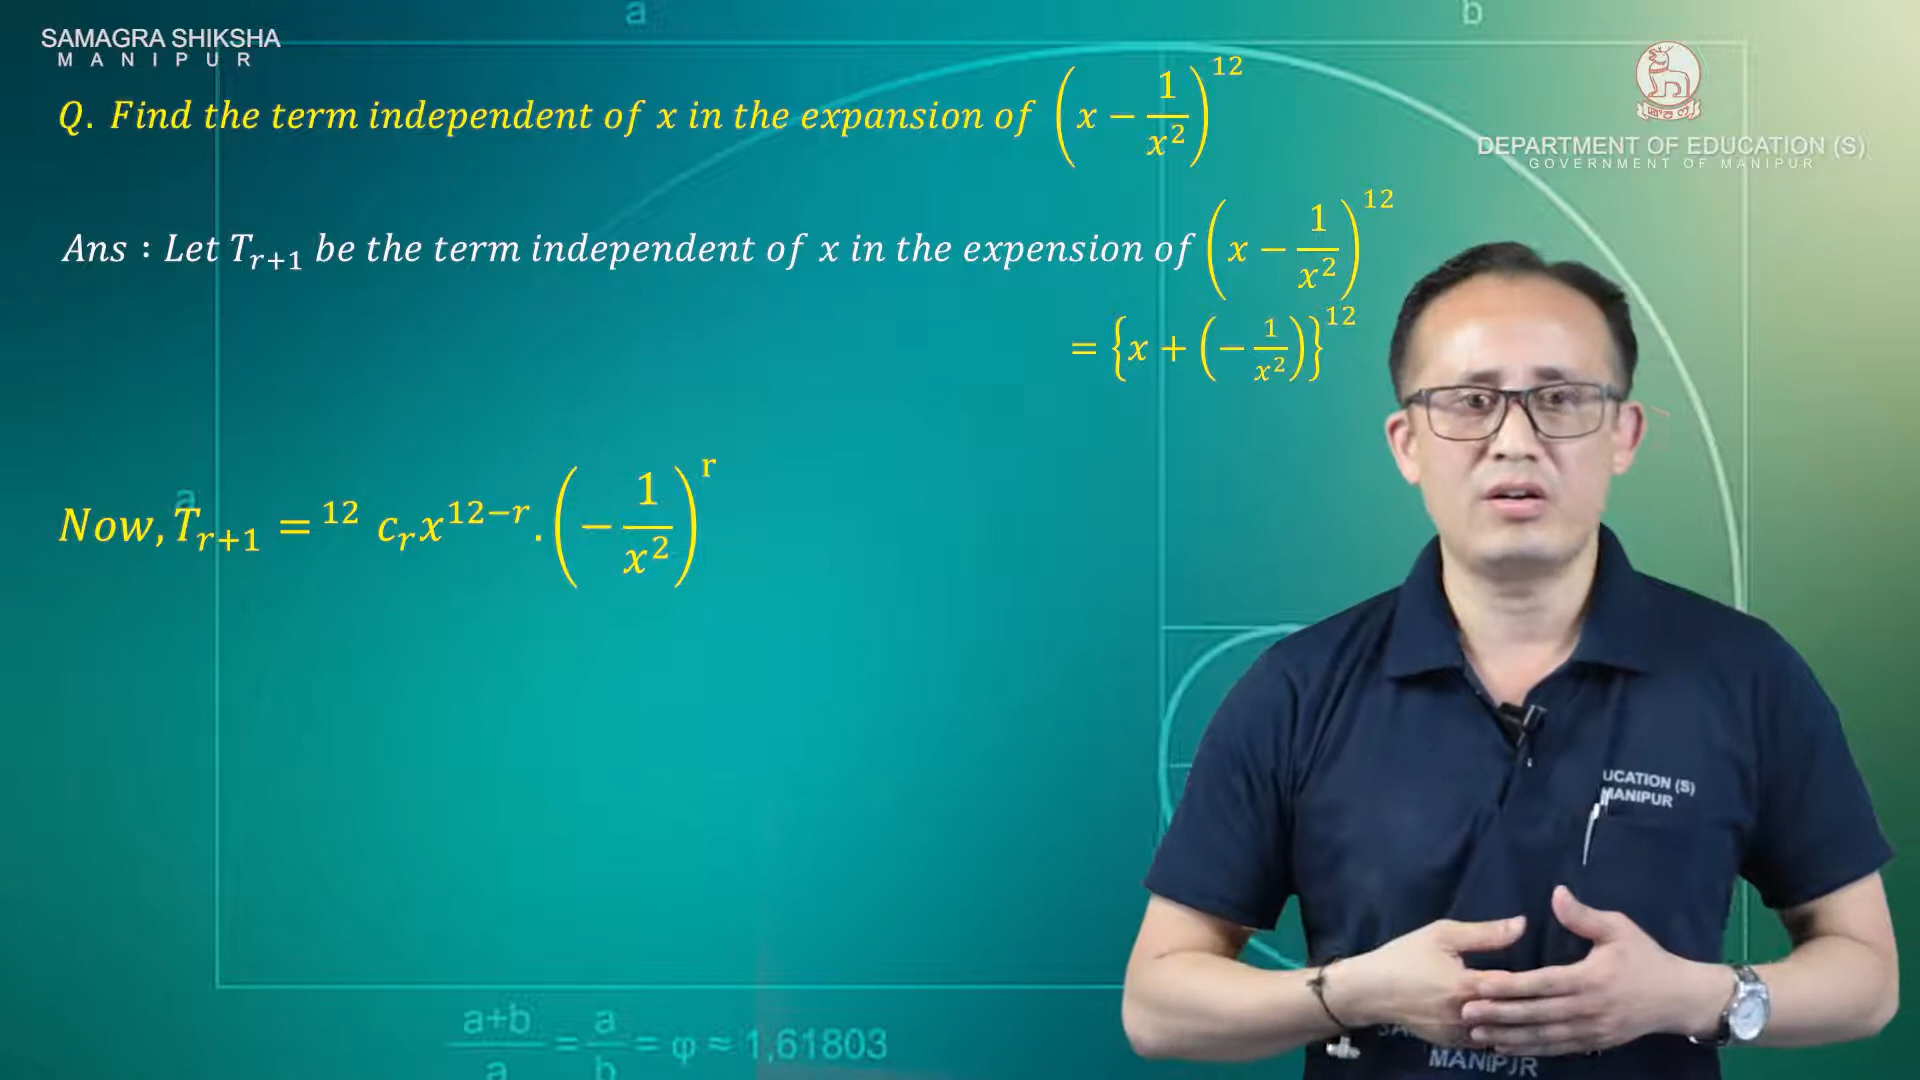 SAMAGRA SHIKSHA
MANIPUR
a
b
Q. Find the term independent of x in the expansion of (x − 1/x²)¹²
DEPARTMENT OF EDUCATION (S)
GOVERNMENT OF MANIPUR
Ans : Let Tᵣ₊₁ be the term independent of x in the expension of (x − 1/x²)¹²
= {x + (− 1/x²)}¹²
a
Now, Tᵣ₊₁ = ¹² cᵣx¹²⁻ʳ . (− 1/x²)ʳ
UCATION (S)
MANIPUR
a+b/a = a/b = φ ≈ 1,61803
MANIPUR